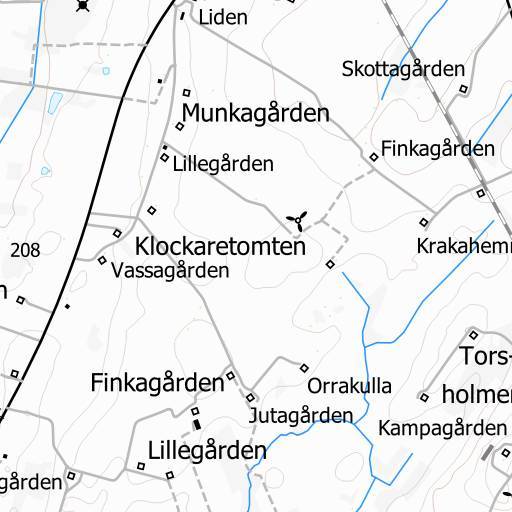 Liden
Skottagården
Munkagården
Finkagården
Lillegården
208
Klockaretomten
Krakahemm
Vassagården
n
Tors-
holmen
Finkagården
Orrakulla
Jutagården
Kampagården
Lillegården
gården